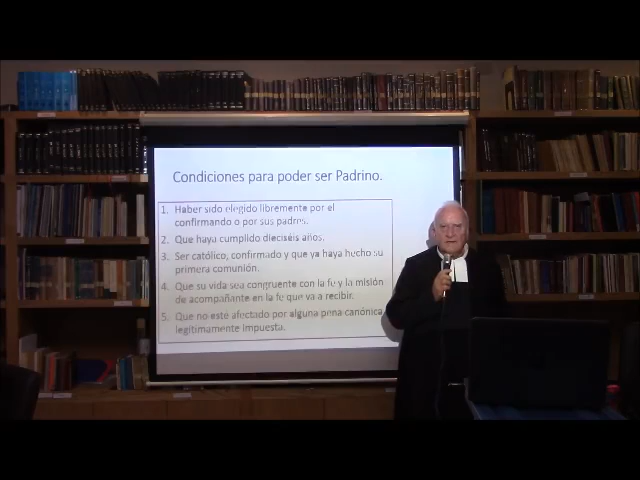 Condiciones para poder ser Padrino.
1. Haber sido elegido libremente por el
confirmando o por sus padres.
2. Que haya cumplido dieciséis años.
3. Ser católico, confirmado y que ya haya hecho su
primera comunión.
4. Que su vida sea congruente con la fe y la misión
de acompañante en la fe que va a recibir.
5. Que no esté afectado por alguna pena canónica
legítimamente impuesta.